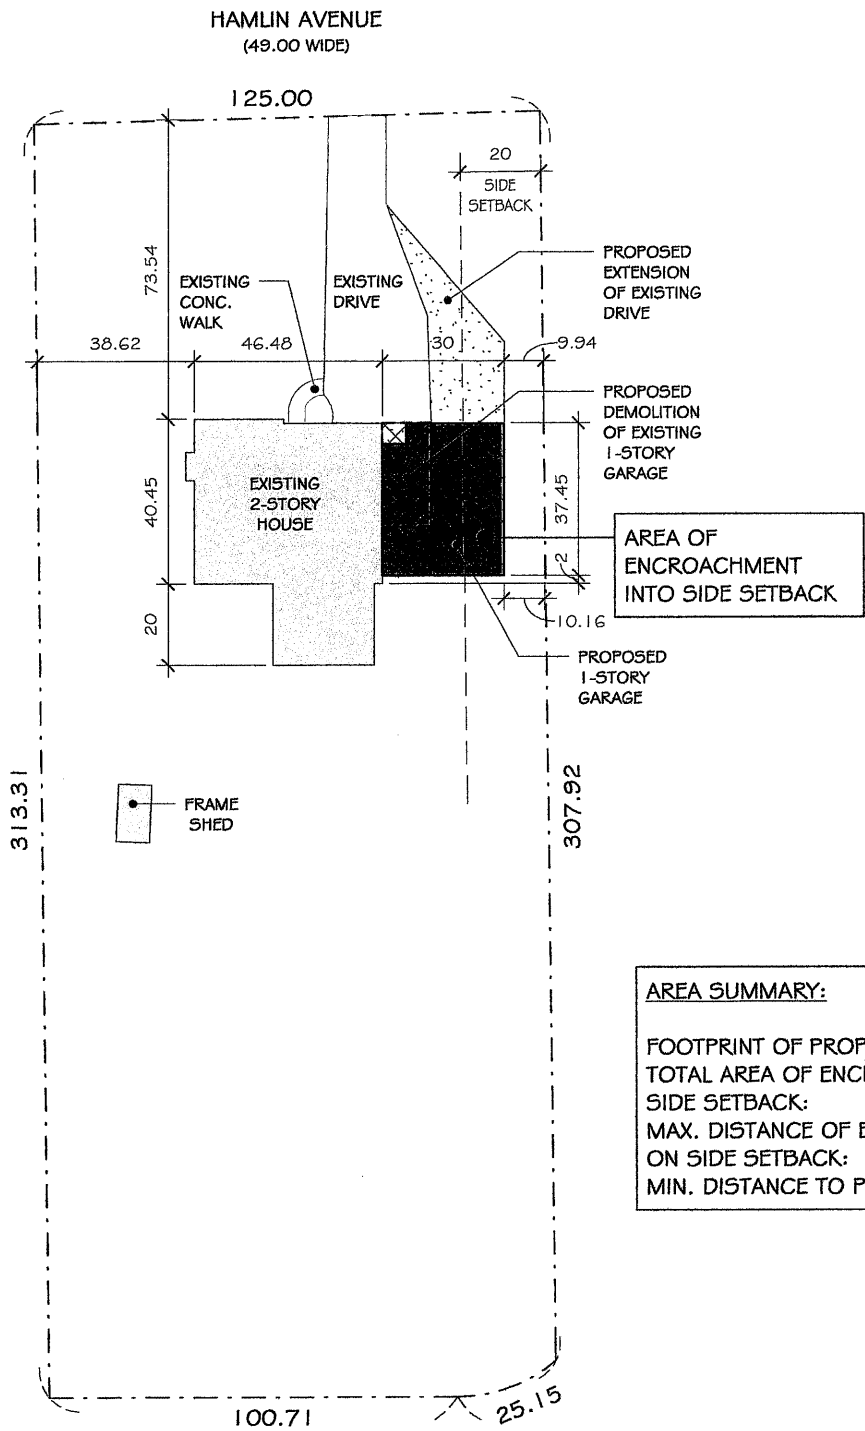 HAMLIN AVENUE
(49.00 WIDE)
125.00
20
SIDE
SETBACK
73.54
EXISTING
CONC.
WALK
EXISTING
DRIVE
PROPOSED
EXTENSION
OF EXISTING
DRIVE
38.62
46.48
30
9.94
PROPOSED
DEMOLITION
OF EXISTING
1-STORY
GARAGE
40.45
EXISTING
2-STORY
HOUSE
37.45
2
AREA OF
ENCROACHMENT
INTO SIDE SETBACK
10.16
20
PROPOSED
1-STORY
GARAGE
313.31
307.92
FRAME
SHED
AREA SUMMARY:
FOOTPRINT OF PROP
TOTAL AREA OF
SIDE SETBACK:
MAX. DISTANCE OF
ON SIDE SETBACK:
MIN. DISTANCE TO
100.71
25.15